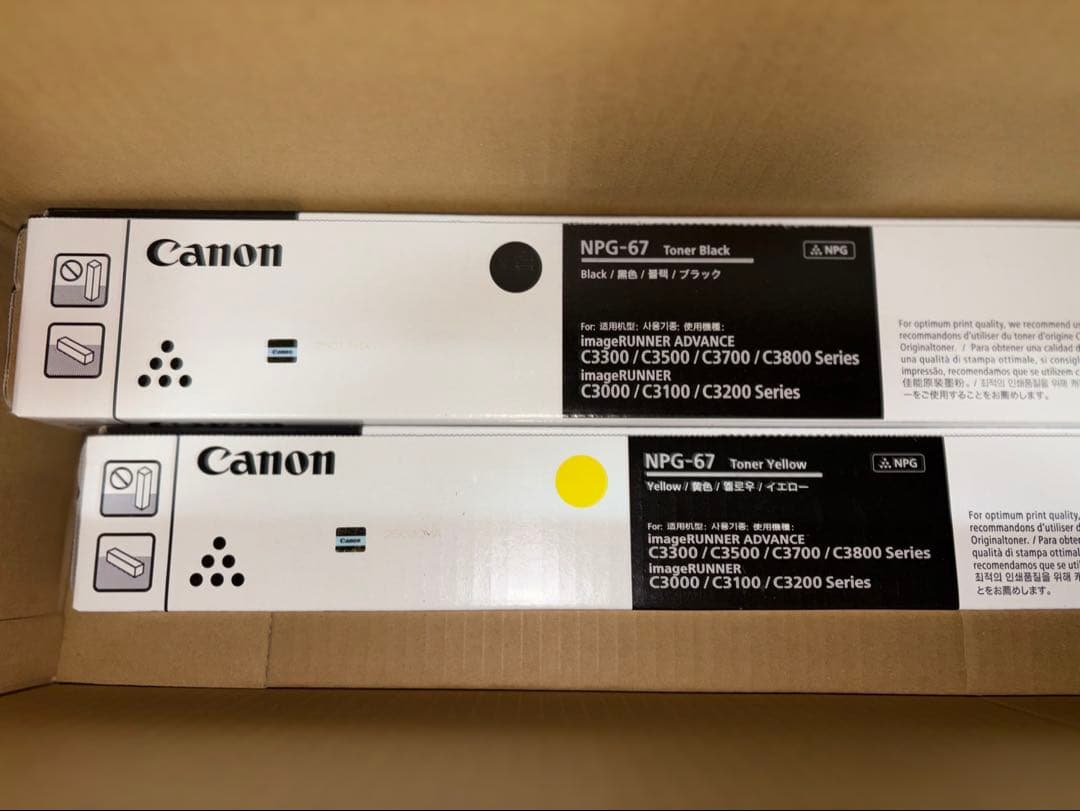 Canon
NPG-67 Toner Black
NPG
Black / 黑色 / 블랙 / ブラック
For: 适用机型: 사용기종: 使用機種:
imageRUNNER ADVANCE
C3300 / C3500 / C3700 / C3800 Series
imageRUNNER
C3000 / C3100 / C3200 Series
Canon
For optimum print quality, we recommend
recommandons d'utiliser du toner d'origine
Originaltoner. / Para obtener una calidad
una qualità di stampa ottimale, si
impressão, recomendamos que se utilizem
佳能原装墨粉。/ 최적의 인쇄품질을 위해
ーをご使用することをお薦めします。
Canon
NPG-67 Toner Yellow
NPG
Yellow / 黄色 / 옐로우 / イエロー
For: 适用机型: 사용기종: 使用機種:
imageRUNNER ADVANCE
C3300 / C3500 / C3700 / C3800 Series
imageRUNNER
C3000 / C3100 / C3200 Series
Canon
For optimum print quality,
recommandons d'utiliser
Originaltoner. / Para
qualità di stampa
recomendamos que se
최적의 인쇄품질을 위해
とをお薦めします。